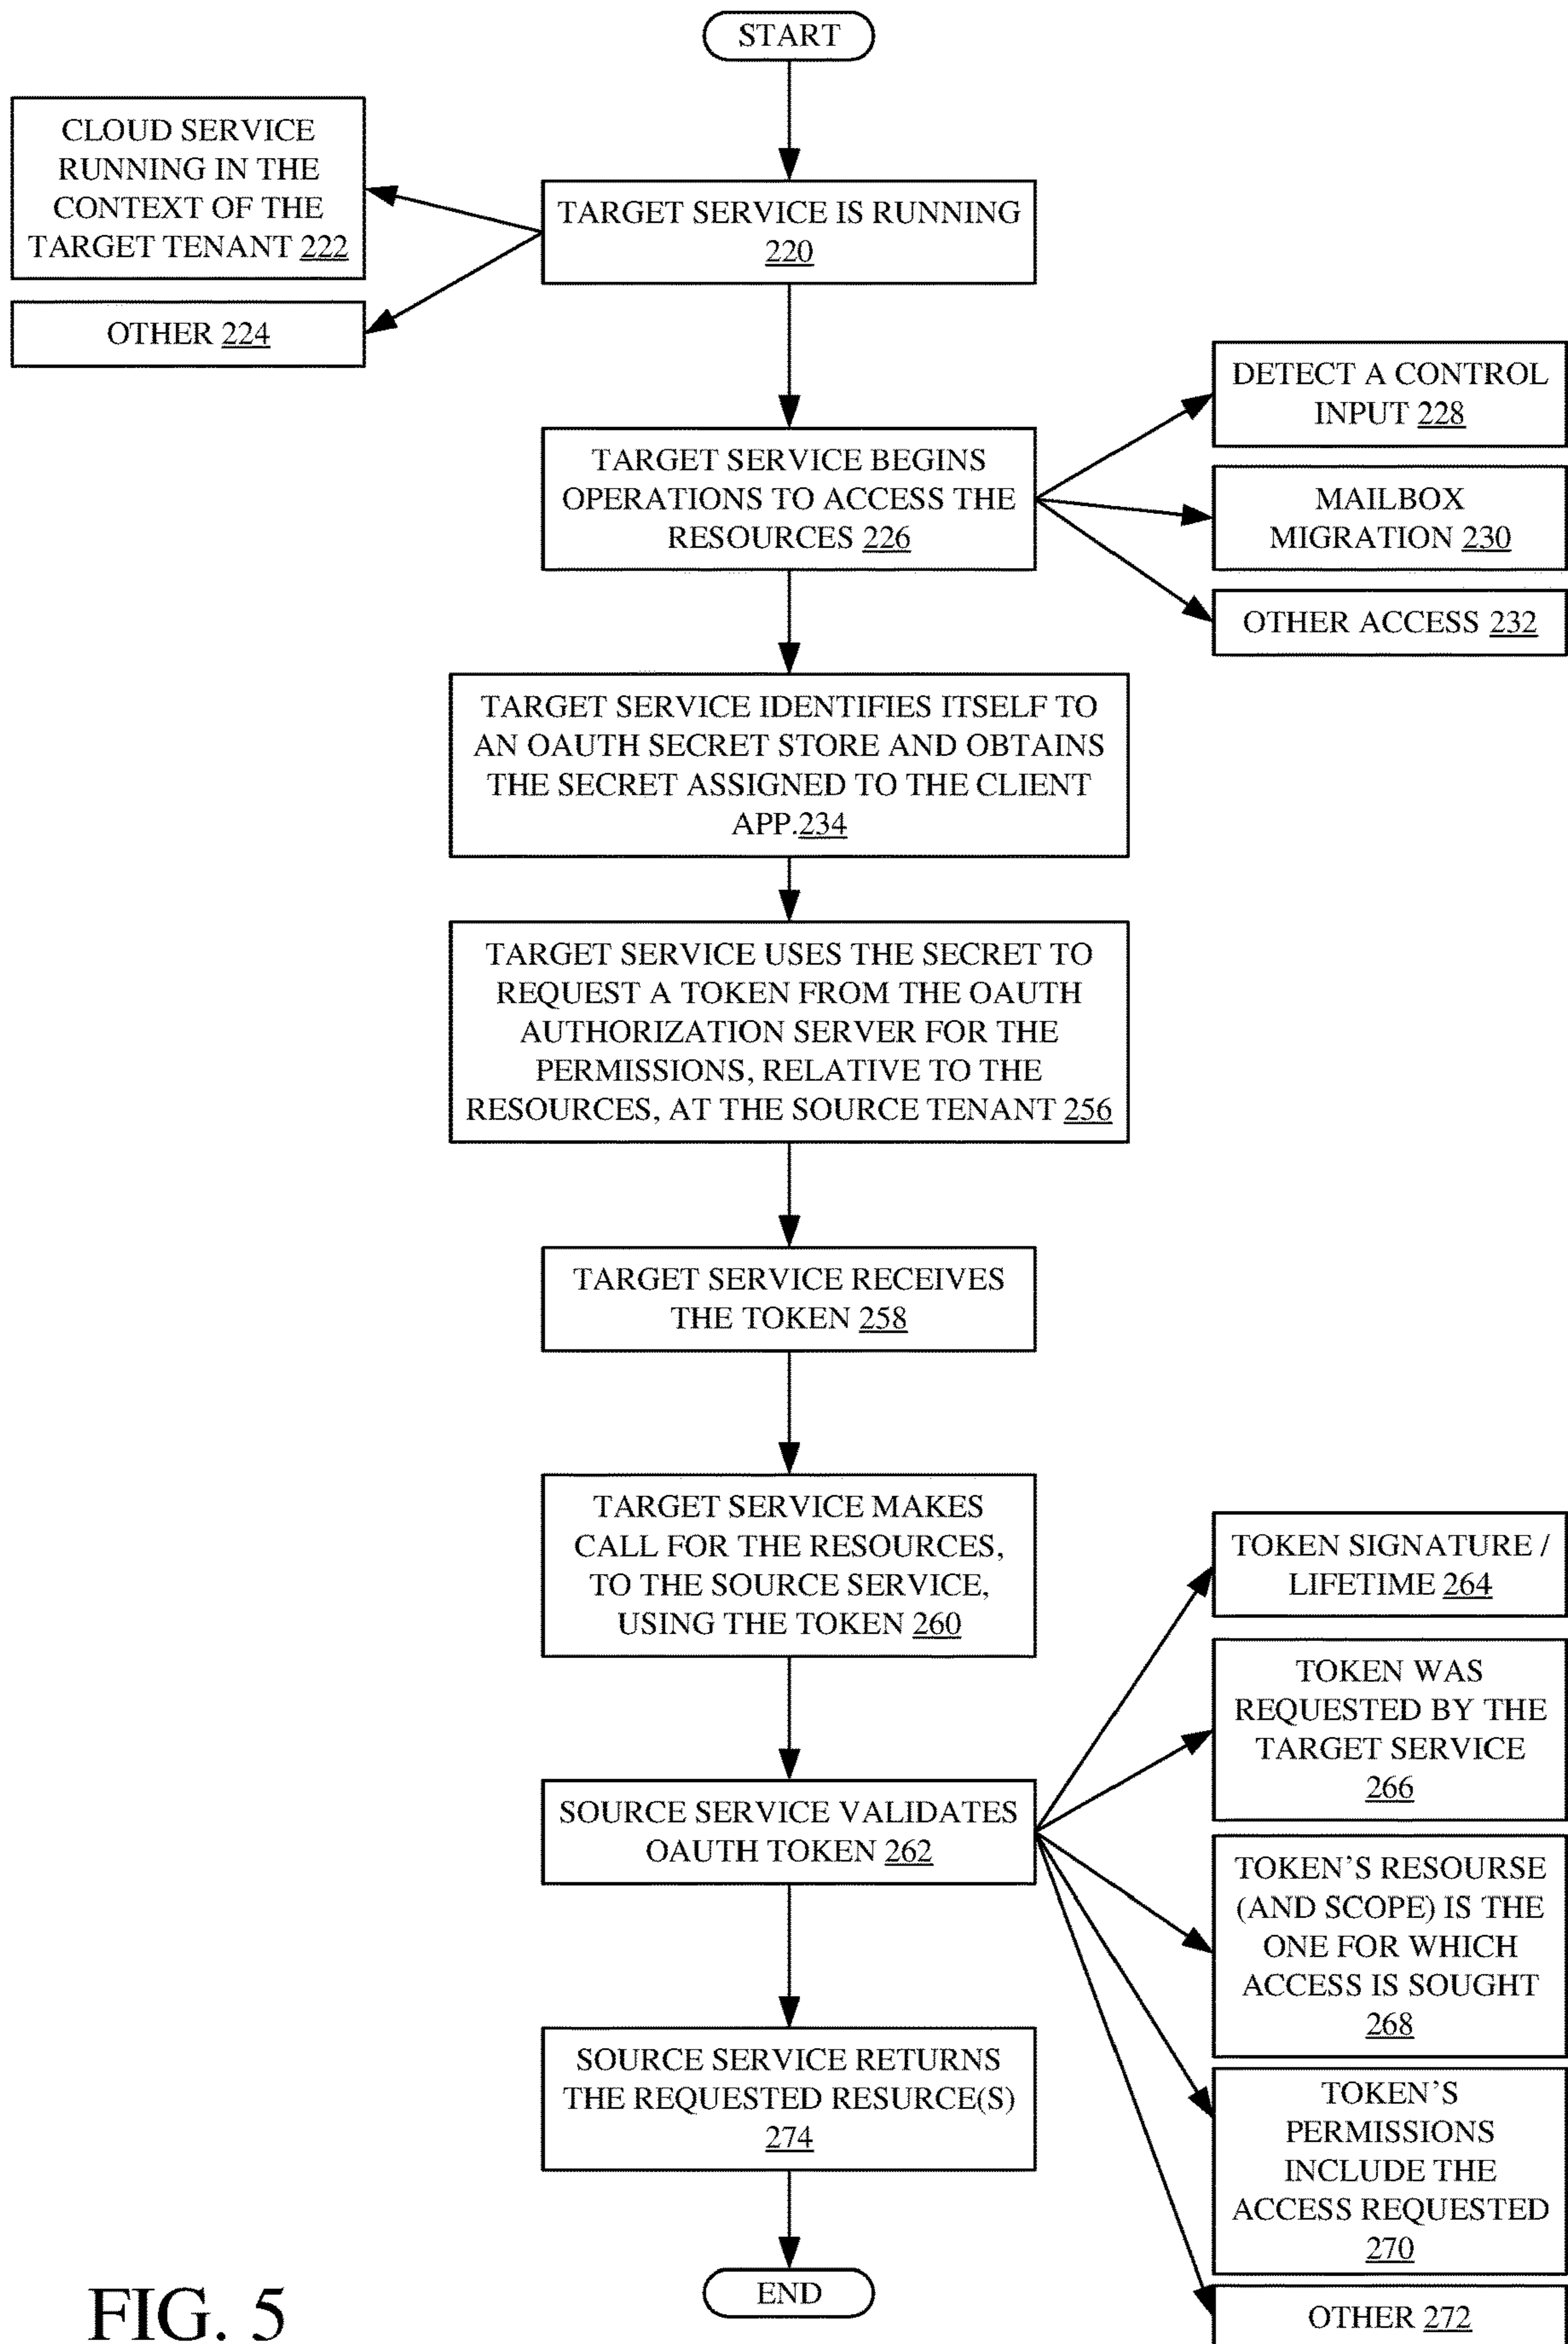 START
CLOUD SERVICE
RUNNING IN THE
CONTEXT OF THE
TARGET TENANT 222
TARGET SERVICE IS RUNNING
220
OTHER 224
DETECT A CONTROL
INPUT 228
TARGET SERVICE BEGINS
OPERATIONS TO ACCESS THE
RESOURCES 226
MAILBOX
MIGRATION 230
OTHER ACCESS 232
TARGET SERVICE IDENTIFIES ITSELF TO
AN OAUTH SECRET STORE AND OBTAINS
THE SECRET ASSIGNED TO THE CLIENT
APP.234
TARGET SERVICE USES THE SECRET TO
REQUEST A TOKEN FROM THE OAUTH
AUTHORIZATION SERVER FOR THE
PERMISSIONS, RELATIVE TO THE
RESOURCES, AT THE SOURCE TENANT 256
TARGET SERVICE RECEIVES
THE TOKEN 258
TARGET SERVICE MAKES
CALL FOR THE RESOURCES,
TO THE SOURCE SERVICE,
USING THE TOKEN 260
TOKEN SIGNATURE /
LIFETIME 264
TOKEN WAS
REQUESTED BY THE
TARGET SERVICE
266
SOURCE SERVICE VALIDATES
OAUTH TOKEN 262
TOKEN'S RESOURSE
(AND SCOPE) IS THE
ONE FOR WHICH
ACCESS IS SOUGHT
268
SOURCE SERVICE RETURNS
THE REQUESTED RESURCE(S)
274
TOKEN'S
PERMISSIONS
INCLUDE THE
ACCESS REQUESTED
270
END
OTHER 272
FIG. 5